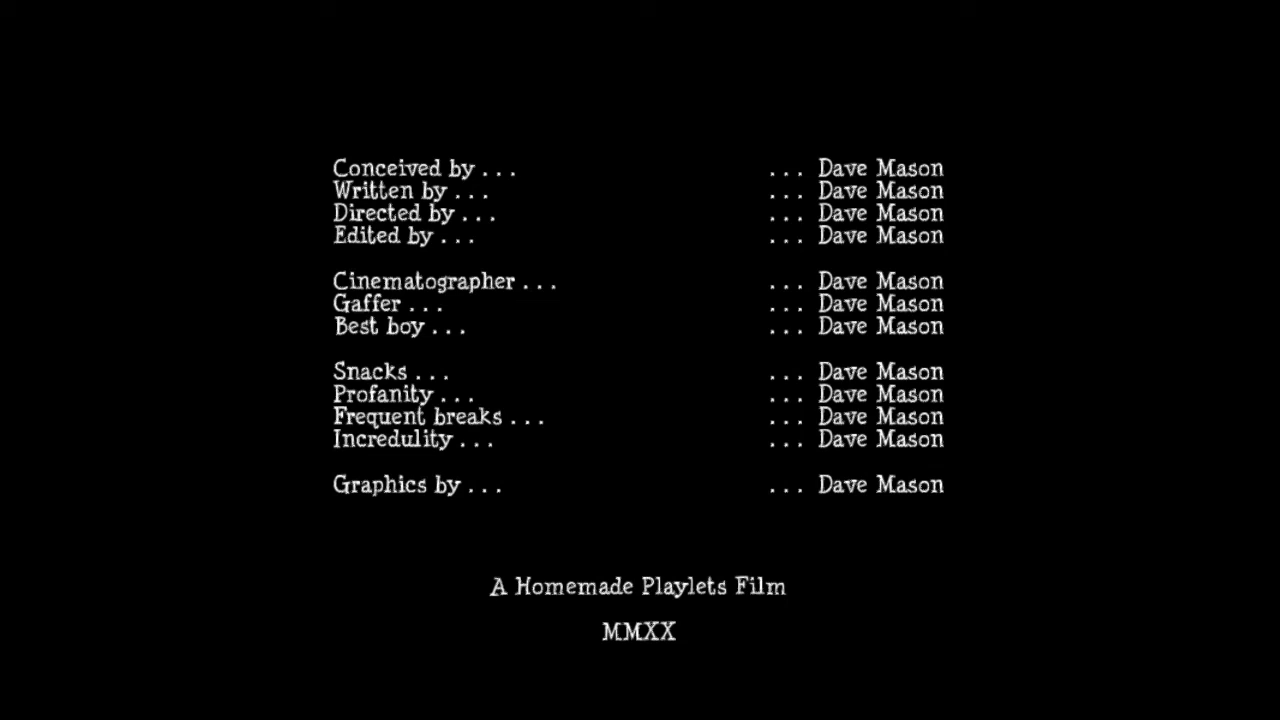 Conceived by . . . . . . Dave Mason
Written by . . . . . . Dave Mason
Directed by . . . . . . Dave Mason
Edited by . . . . . . Dave Mason
Cinematographer . . . . . . Dave Mason
Gaffer . . . . . . Dave Mason
Best boy . . . . . . Dave Mason
Snacks . . . . . . Dave Mason
Profanity . . . . . . Dave Mason
Frequent breaks . . . . . . Dave Mason
Incredulity . . . . . . Dave Mason
Graphics by . . . . . . Dave Mason
A Homemade Playlets Film
MMXX